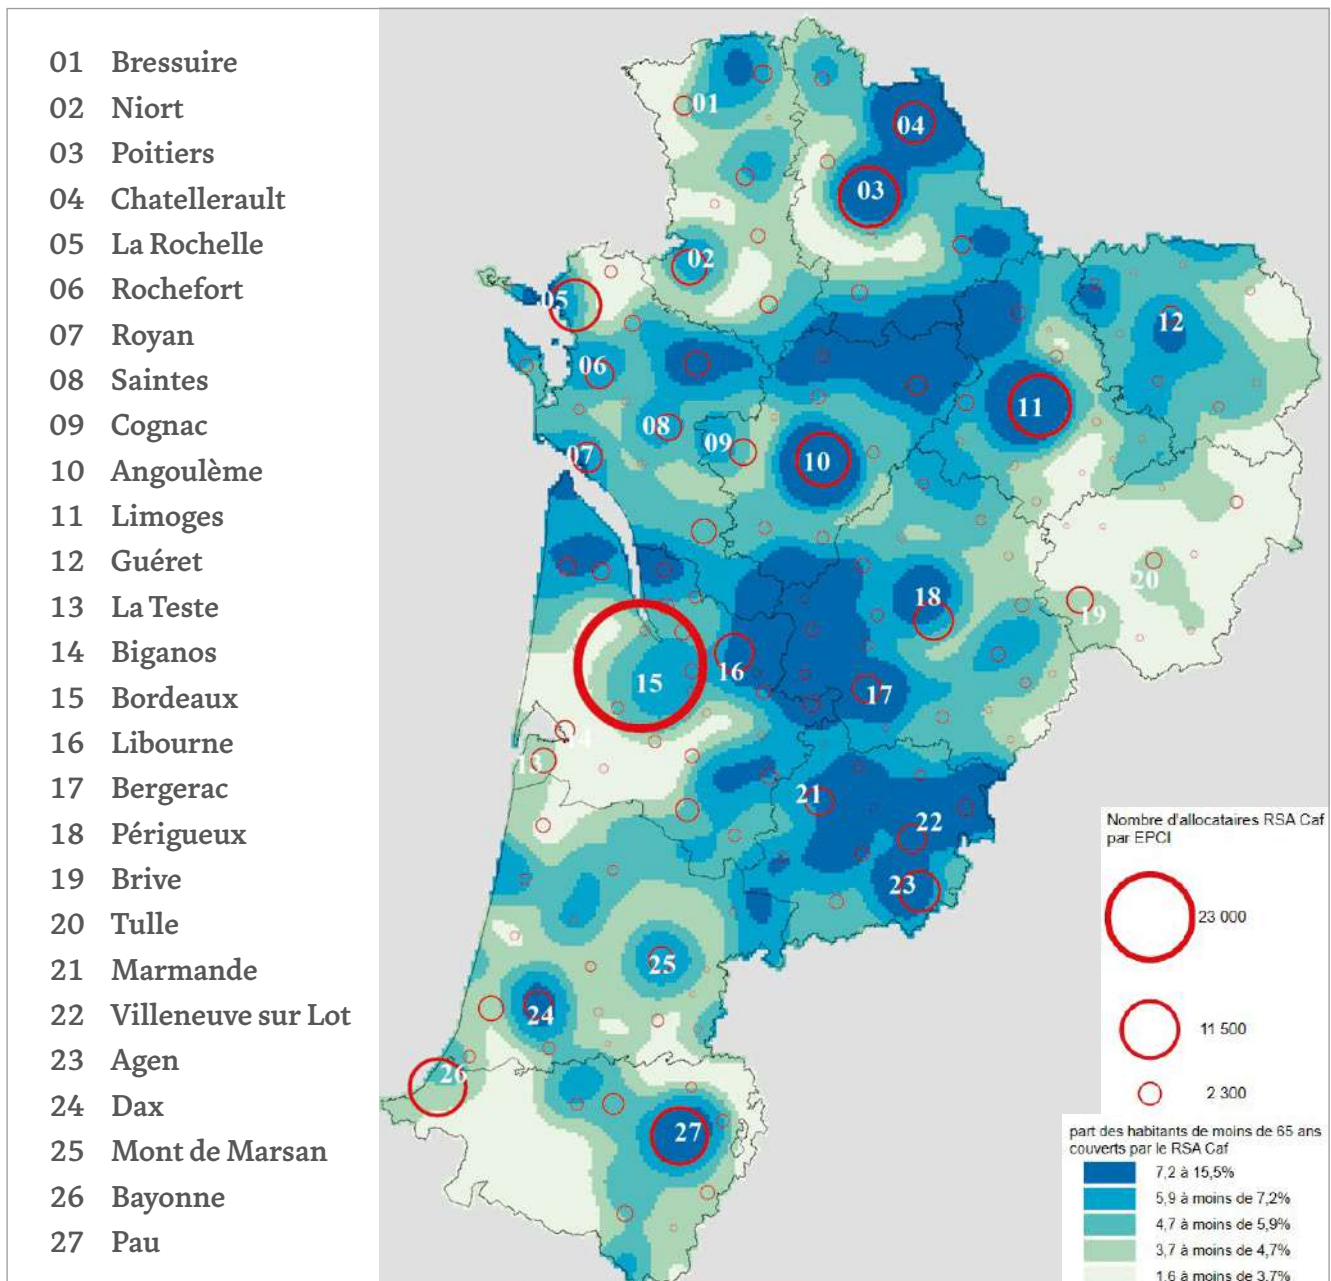 01 Bressuire
02 Niort
03 Poitiers
04 Chatellerault
05 La Rochelle
06 Rochefort
07 Royan
08 Saintes
09 Cognac
10 Angoulème
11 Limoges
12 Guéret
13 La Teste
14 Biganos
15 Bordeaux
16 Libourne
17 Bergerac
18 Périgueux
19 Brive
20 Tulle
21 Marmande
22 Villeneuve sur Lot
23 Agen
24 Dax
25 Mont de Marsan
26 Bayonne
27 Pau
01
04
03
02
05
12
06
11
08
09
07
10
20
18
19
16
15
17
14
13
21
22
23
25
24
26
27
Nombre d'allocataires RSA Caf
par EPCI
23 000
11 500
2 300
part des habitants de moins de 65 ans
couverts par le RSA Caf
7,2 à 15,5%
5,9 à moins de 7,2%
4,7 à moins de 5,9%
3,7 à moins de 4,7%
1,6 à moins de 3,7%